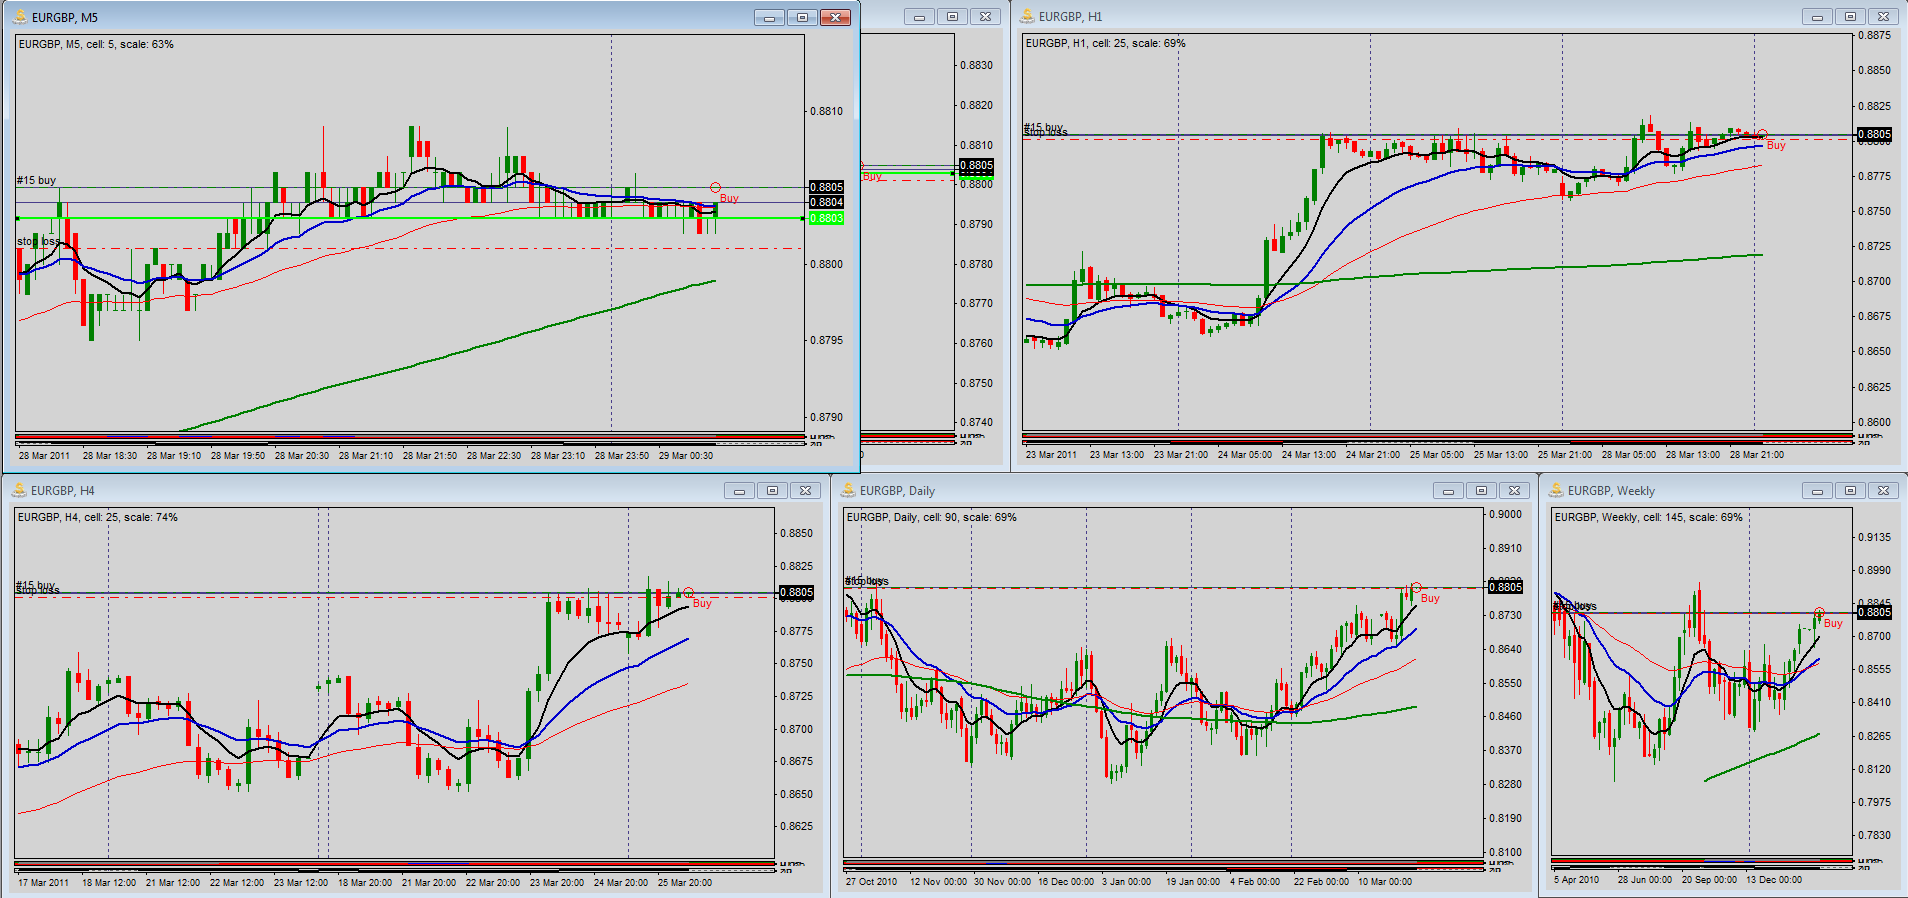 EURGBP, M5
EURGBP, M5, cell: 5, scale: 63%
#15 buy
stop loss
Buy
0.8810
0.8805
0.8804
0.8803
0.8800
0.8795
0.8790
28 Mar 2011 28 Mar 18:30 28 Mar 19:10 28 Mar 19:50 28 Mar 20:30 28 Mar 21:10 28 Mar 21:50 28 Mar 22:30 28 Mar 23:10 28 Mar 23:50 29 Mar 00:30
Buy
0.8830
0.8820
0.8810
0.8805
0.8800
0.8790
0.8780
0.8770
0.8760
0.8750
0.8740
EURGBP, H1
EURGBP, H1, cell: 25, scale: 69%
#15 buy
stop loss
Buy
0.8875
0.8850
0.8825
0.8805
0.8800
0.8775
0.8750
0.8725
0.8700
0.8675
0.8650
0.8625
0.8600
23 Mar 2011 23 Mar 13:00 23 Mar 21:00 24 Mar 05:00 24 Mar 13:00 24 Mar 21:00 25 Mar 05:00 25 Mar 13:00 25 Mar 21:00 28 Mar 05:00 28 Mar 13:00 28 Mar 21:00
EURGBP, H4
EURGBP, H4, cell: 25, scale: 74%
#15 buy
stop loss
Buy
0.8850
0.8825
0.8805
0.8775
0.8750
0.8725
0.8700
0.8675
0.8650
0.8625
17 Mar 2011 18 Mar 12:00 21 Mar 12:00 22 Mar 12:00 23 Mar 12:00 18 Mar 20:00 21 Mar 20:00 22 Mar 20:00 23 Mar 20:00 24 Mar 20:00 25 Mar 20:00
EURGBP, Daily
EURGBP, Daily, cell: 90, scale: 69%
#15 buy
stop loss
Buy
0.9000
0.8910
0.8805
0.8730
0.8640
0.8550
0.8460
0.8370
0.8280
0.8190
0.8100
27 Oct 2010 12 Nov 00:00 30 Nov 00:00 16 Dec 00:00 3 Jan 00:00 19 Jan 00:00 4 Feb 00:00 22 Feb 00:00 10 Mar 00:00
EURGBP, Weekly
EURGBP, Weekly, cell: 145, scale: 69%
#15 buy
stop loss
Buy
0.9135
0.8990
0.8845
0.8805
0.8700
0.8555
0.8410
0.8265
0.8120
0.7975
0.7830
5 Apr 2010 28 Jun 00:00 20 Sep 00:00 13 Dec 00:00